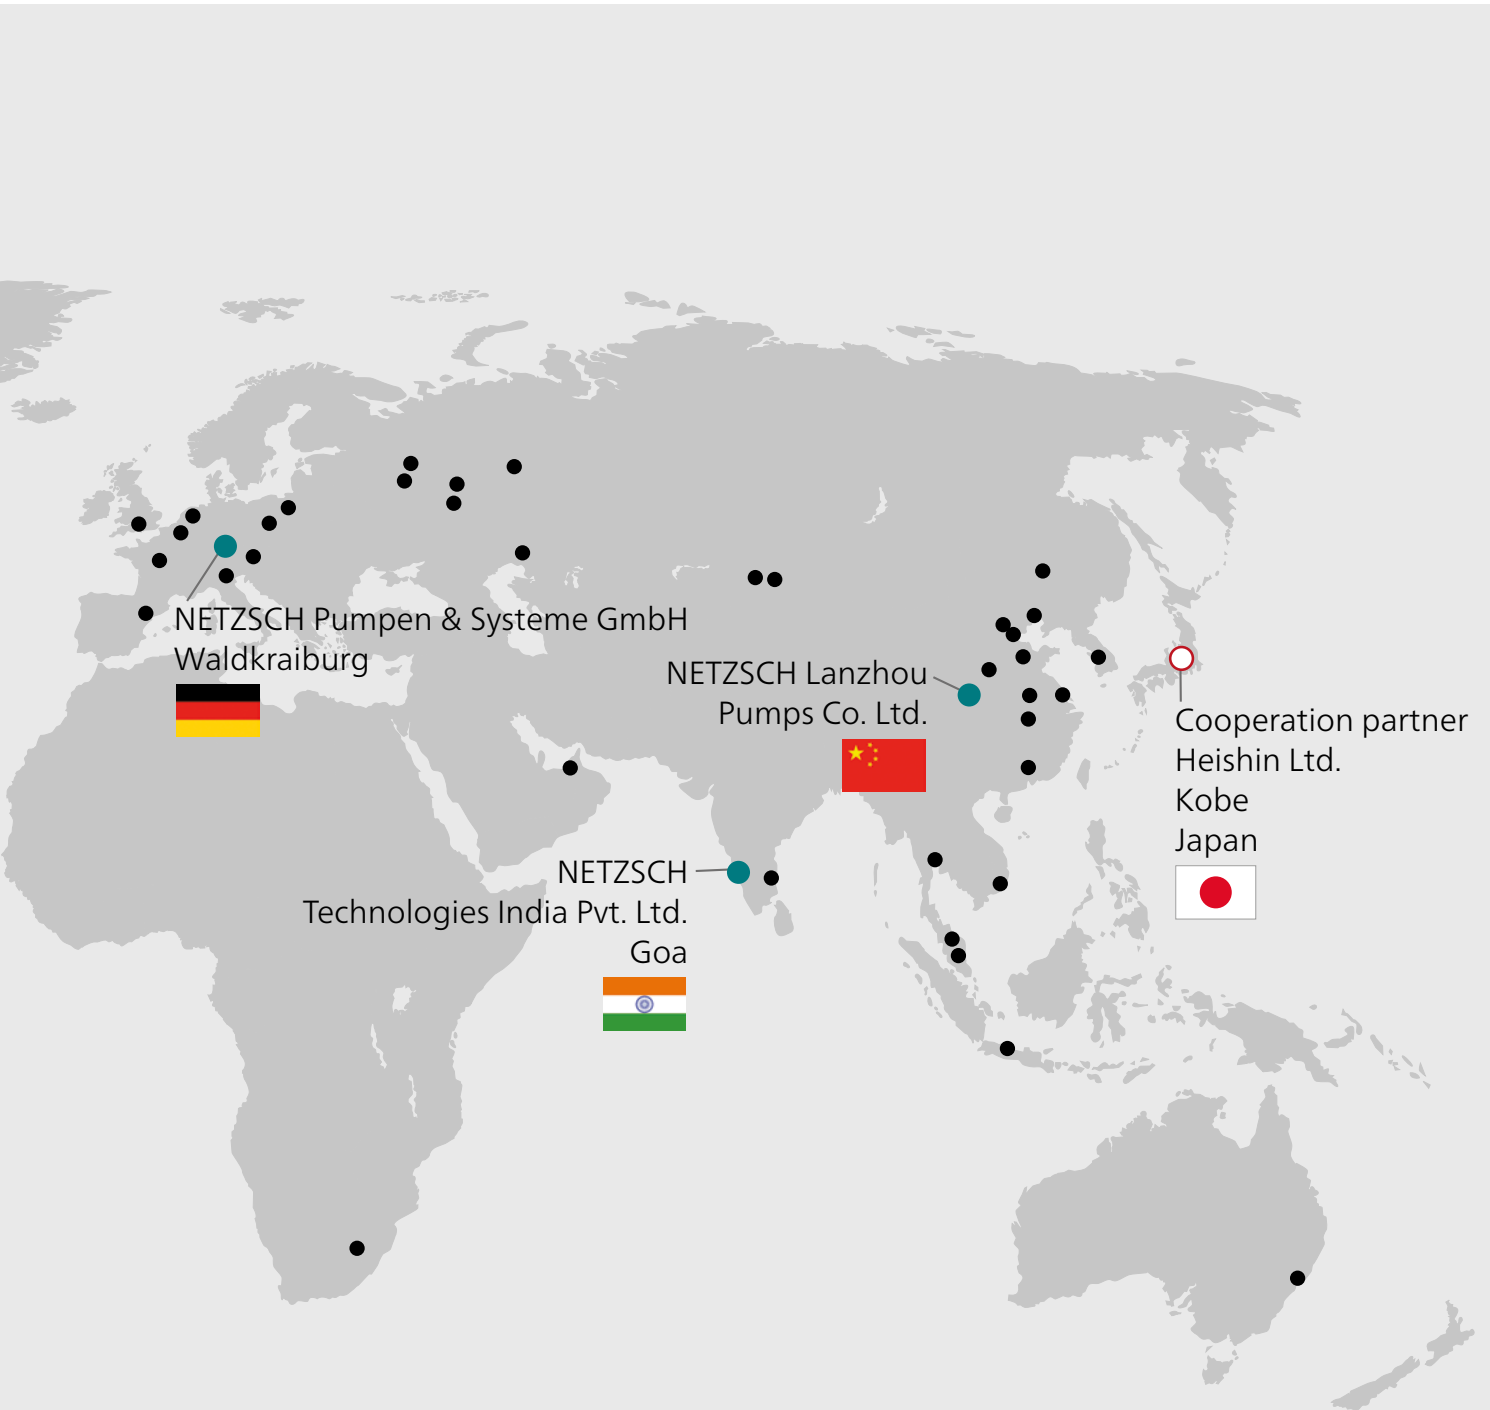 NETZSCH Pumpen & Systeme GmbH
Waldkraiburg
NETZSCH Lanzhou
Pumps Co. Ltd.
Cooperation partner
Heishin Ltd.
Kobe
Japan
NETZSCH
Technologies India Pvt. Ltd.
Goa